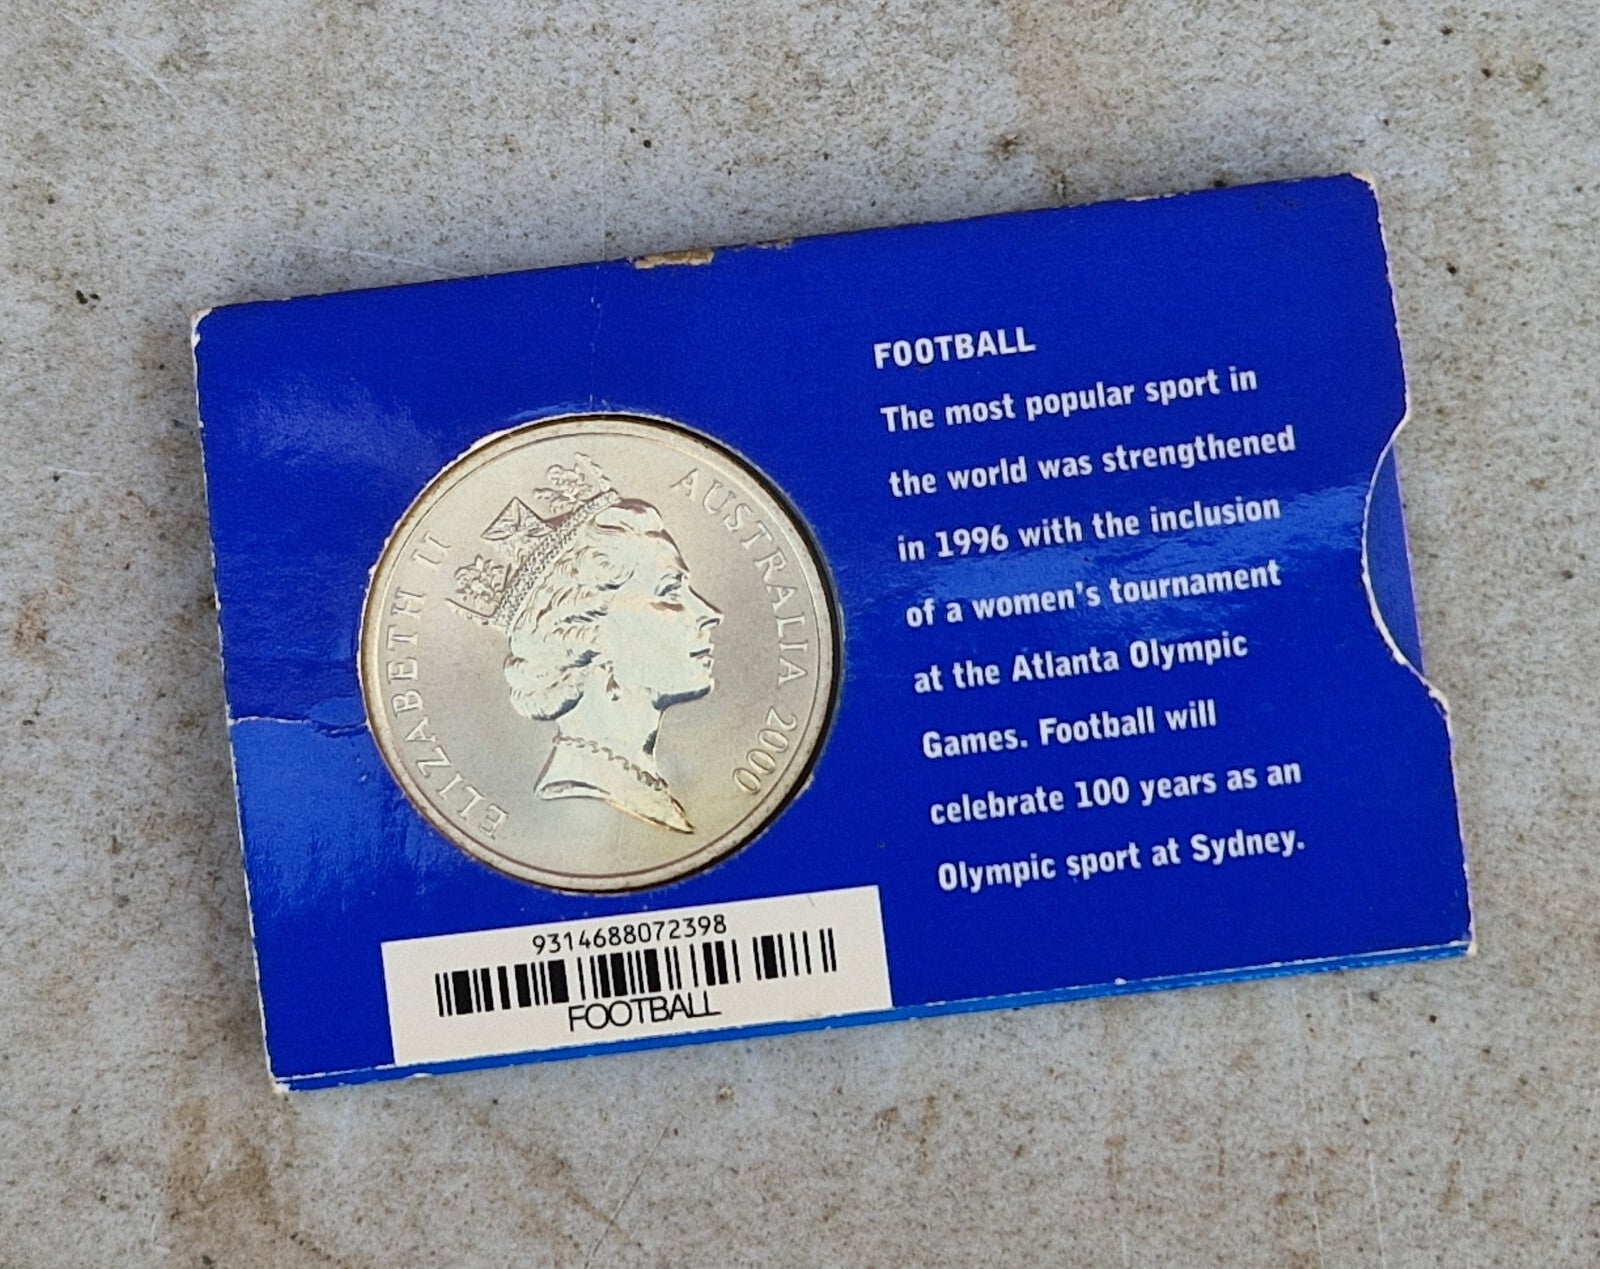 ELIZABETH II
AUSTRALIA 2000
FOOTBALL
The most popular sport in
the world was strengthened
in 1996 with the inclusion
of a women's tournament
at the Atlanta Olympic
Games. Football will
celebrate 100 years as an
Olympic sport at Sydney.
9314688072398
FOOTBALL